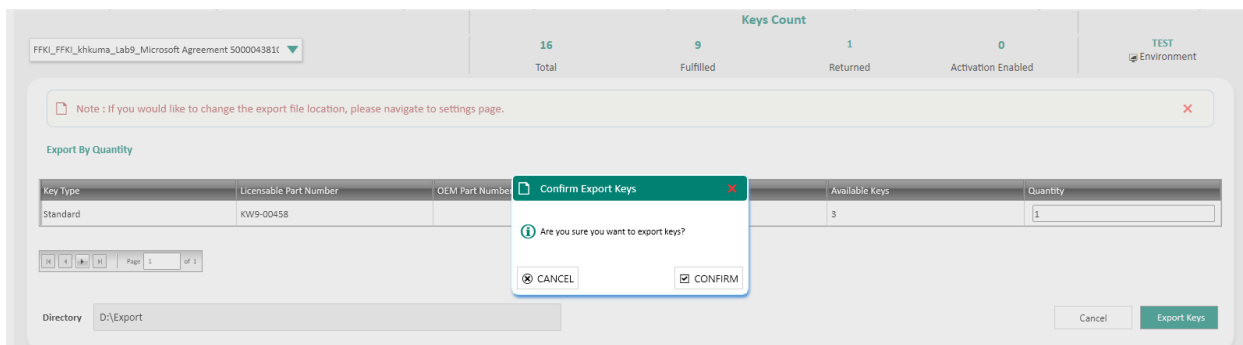 Keys Count
FFKI_FFKI_khkuma_Lab9_Microsoft Agreement 500004381(
16 9 1 0 TEST
Total Fulfilled Returned Activation Enabled Environment
Note : If you would like to change the export file location, please navigate to settings page.
Export By Quantity
Key Type Licensable Part Number OEM Part Number Available Keys Quantity
Standard KW9-00458 3 1
Confirm Export Keys
Are you sure you want to export keys?
CANCEL CONFIRM
Page 1 of 1
Directory D:\Export Cancel Export Keys